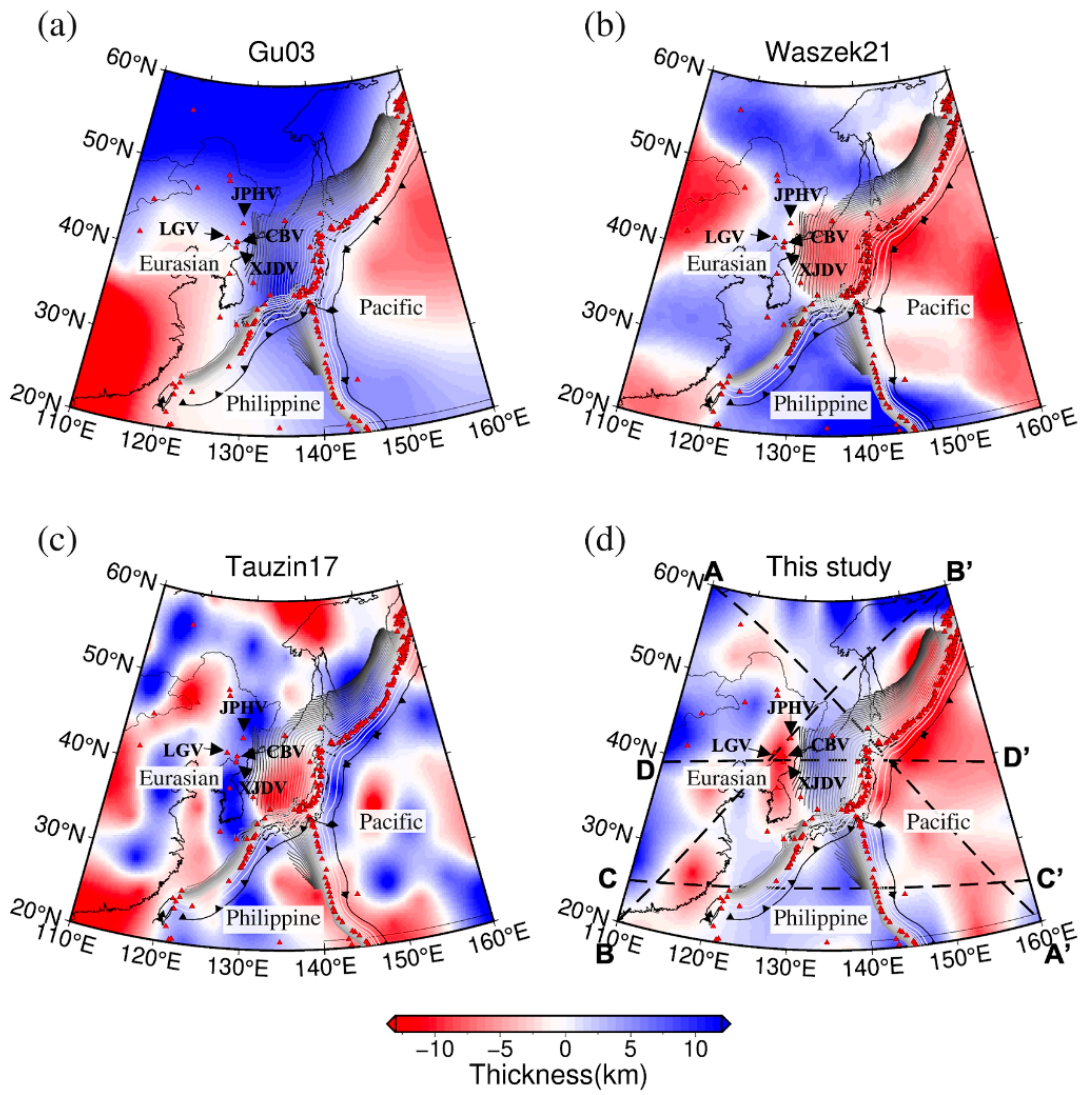 (a)
Gu03
60°N
50°N
40°N
30°N
20°N
110°E
120°E
130°E
140°E
150°E
160°E
JPHV
LGV
CBV
Eurasian
XJDV
Pacific
Philippine
(b)
Waszek21
60°N
50°N
40°N
30°N
20°N
110°E
120°E
130°E
140°E
150°E
160°E
JPHV
LGV
CBV
Eurasian
XJDV
Pacific
Philippine
(c)
Tauzin17
60°N
50°N
40°N
30°N
20°N
110°E
120°E
130°E
140°E
150°E
160°E
JPHV
LGV
CBV
Eurasian
XJDV
Pacific
Philippine
(d)
This study
A
B'
60°N
50°N
40°N
30°N
20°N
110°E
120°E
130°E
140°E
150°E
160°E
JPHV
LGV
CBV
D
D'
Eurasian
XJDV
Pacific
C
C'
Philippine
B
A'
−10 −5 0 5 10
Thickness(km)